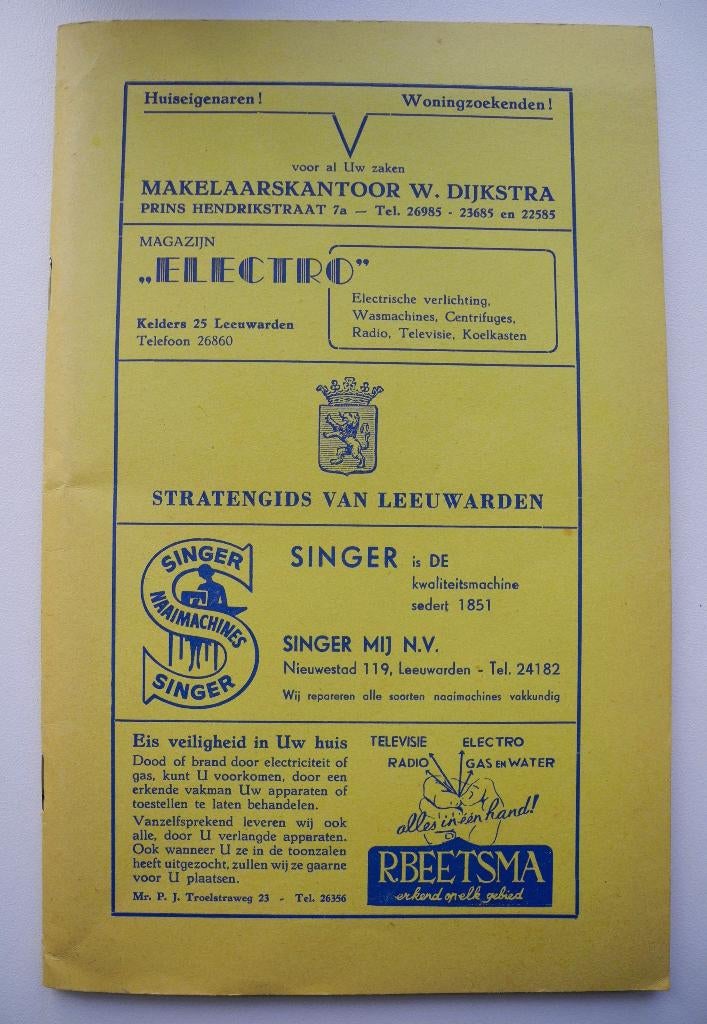 Huiseigenaren! Woningzoekenden!
voor al Uw zaken
MAKELAARSKANTOOR W. DIJKSTRA
PRINS HENDRIKSTRAAT 7a — Tel. 26985 - 23685 en 22585
MAGAZIJN
„ELECTRO”
Kelders 25 Leeuwarden
Telefoon 26860
Electrische verlichting,
Wasmachines, Centrifuges,
Radio, Televisie, Koelkasten
STRATENGIDS VAN LEEUWARDEN
SINGER
NAAIMACHINES
SINGER
SINGER is DE
kwaliteitsmachine
sedert 1851
SINGER MIJ N.V.
Nieuwestad 119, Leeuwarden - Tel. 24182
Wij repareren alle soorten naaimachines vakkundig
Eis veiligheid in Uw huis
Dood of brand door electriciteit of
gas, kunt U voorkomen, door een
erkende vakman Uw apparaten of
toestellen te laten behandelen.
Vanzelfsprekend leveren wij ook
alle, door U verlangde apparaten.
Ook wanneer U ze in de toonzalen
heeft uitgezocht, zullen wij ze gaarne
voor U plaatsen.
Mr. P. J. Troelstraweg 23 - Tel. 26356
TELEVISIE ELECTRO
RADIO GAS EN WATER
alles in één hand!
R. BEETSMA
erkend op elk gebied